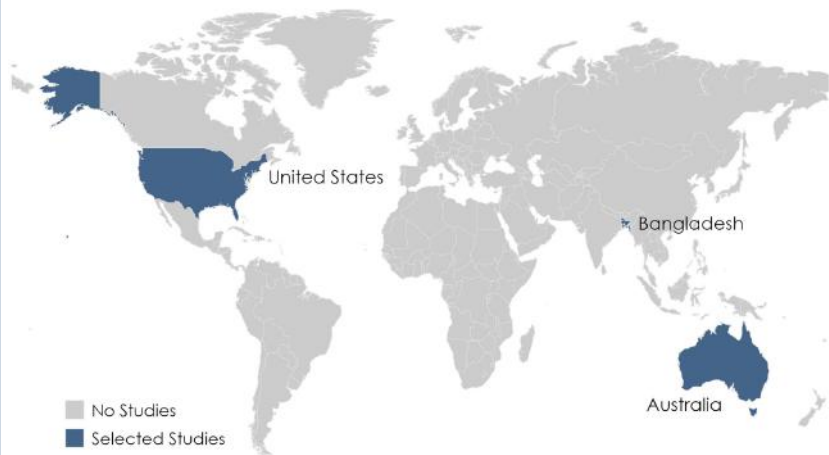 United States
Bangladesh
Australia
No Studies
Selected Studies